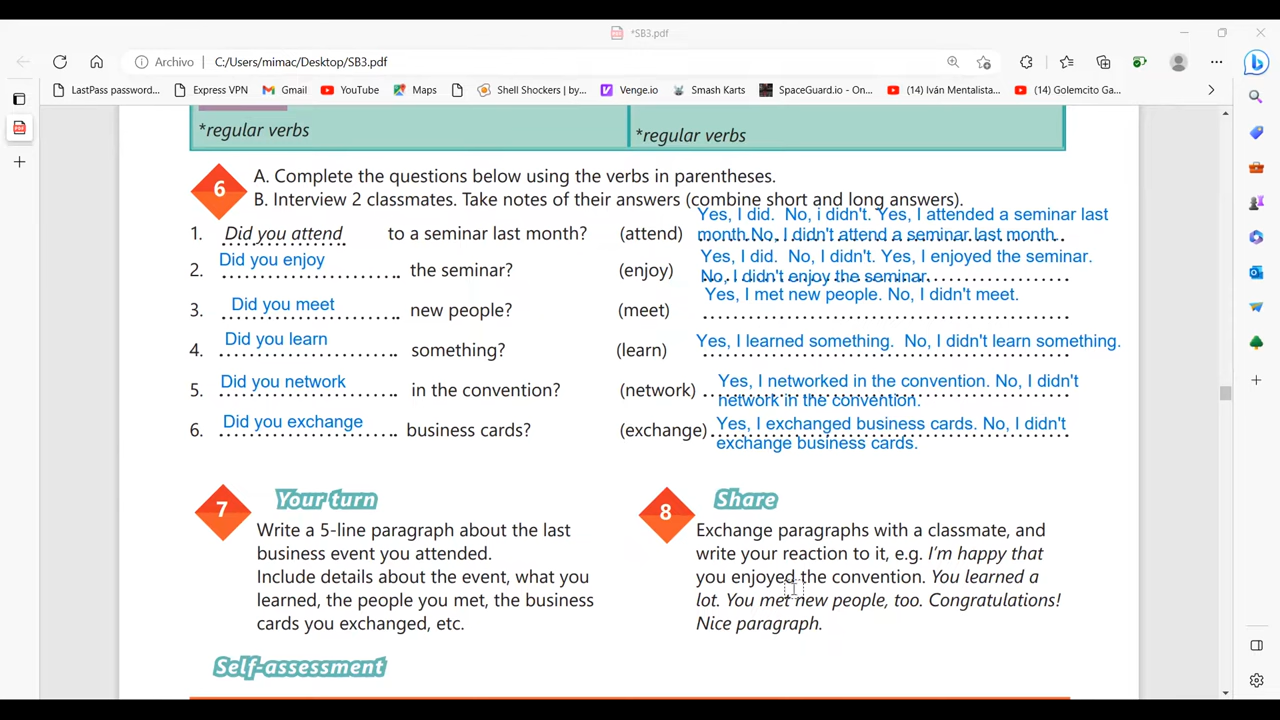 *SB3.pdf
Archivo | C:/Users/mimac/Desktop/SB3.pdf
LastPass password... Express VPN Gmail YouTube Maps Shell Shockers | by... Venge.io Smash Karts SpaceGuard.io - On... (14) Iván Mentalista... (14) Golemcito Ga...
*regular verbs *regular verbs
6 A. Complete the questions below using the verbs in parentheses.
B. Interview 2 classmates. Take notes of their answers (combine short and long answers).
Yes, I did. No, i didn't. Yes, I attended a seminar last
1. Did you attend to a seminar last month? (attend) month.No, I didn't attend a seminar last month.
Did you enjoy Yes, I did. No, I didn't. Yes, I enjoyed the seminar.
2. the seminar? (enjoy) No, I didn't enjoy the seminar.
Did you meet Yes, I met new people. No, I didn't meet.
3. new people? (meet)
Did you learn Yes, I learned something. No, I didn't learn something.
4. something? (learn)
Did you network Yes, I networked in the convention. No, I didn't
5. in the convention? (network) network in the convention.
Did you exchange Yes, I exchanged business cards. No, I didn't
6. business cards? (exchange) exchange business cards.
7 Your turn
Write a 5-line paragraph about the last
business event you attended.
Include details about the event, what you
learned, the people you met, the business
cards you exchanged, etc.
8 Share
Exchange paragraphs with a classmate, and
write your reaction to it, e.g. I'm happy that
you enjoyed the convention. You learned a
lot. You met new people, too. Congratulations!
Nice paragraph.
Self-assessment